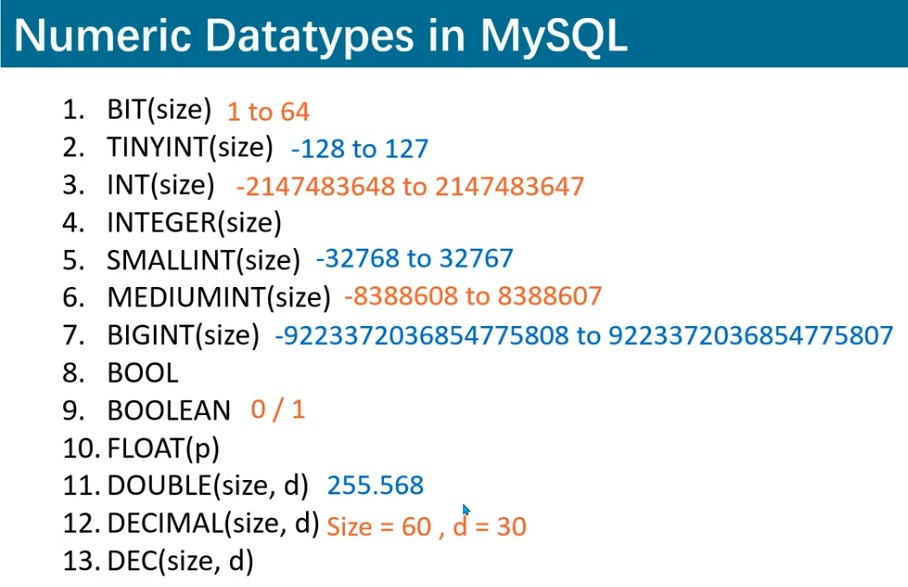 Numeric Datatypes in MySQL
1. BIT(size) 1 to 64
2. TINYINT(size) -128 to 127
3. INT(size) -2147483648 to 2147483647
4. INTEGER(size)
5. SMALLINT(size) -32768 to 32767
6. MEDIUMINT(size) -8388608 to 8388607
7. BIGINT(size) -9223372036854775808 to 9223372036854775807
8. BOOL
9. BOOLEAN 0 / 1
10. FLOAT(p)
11. DOUBLE(size, d) 255.568
12. DECIMAL(size, d) Size = 60 , d = 30
13. DEC(size, d)